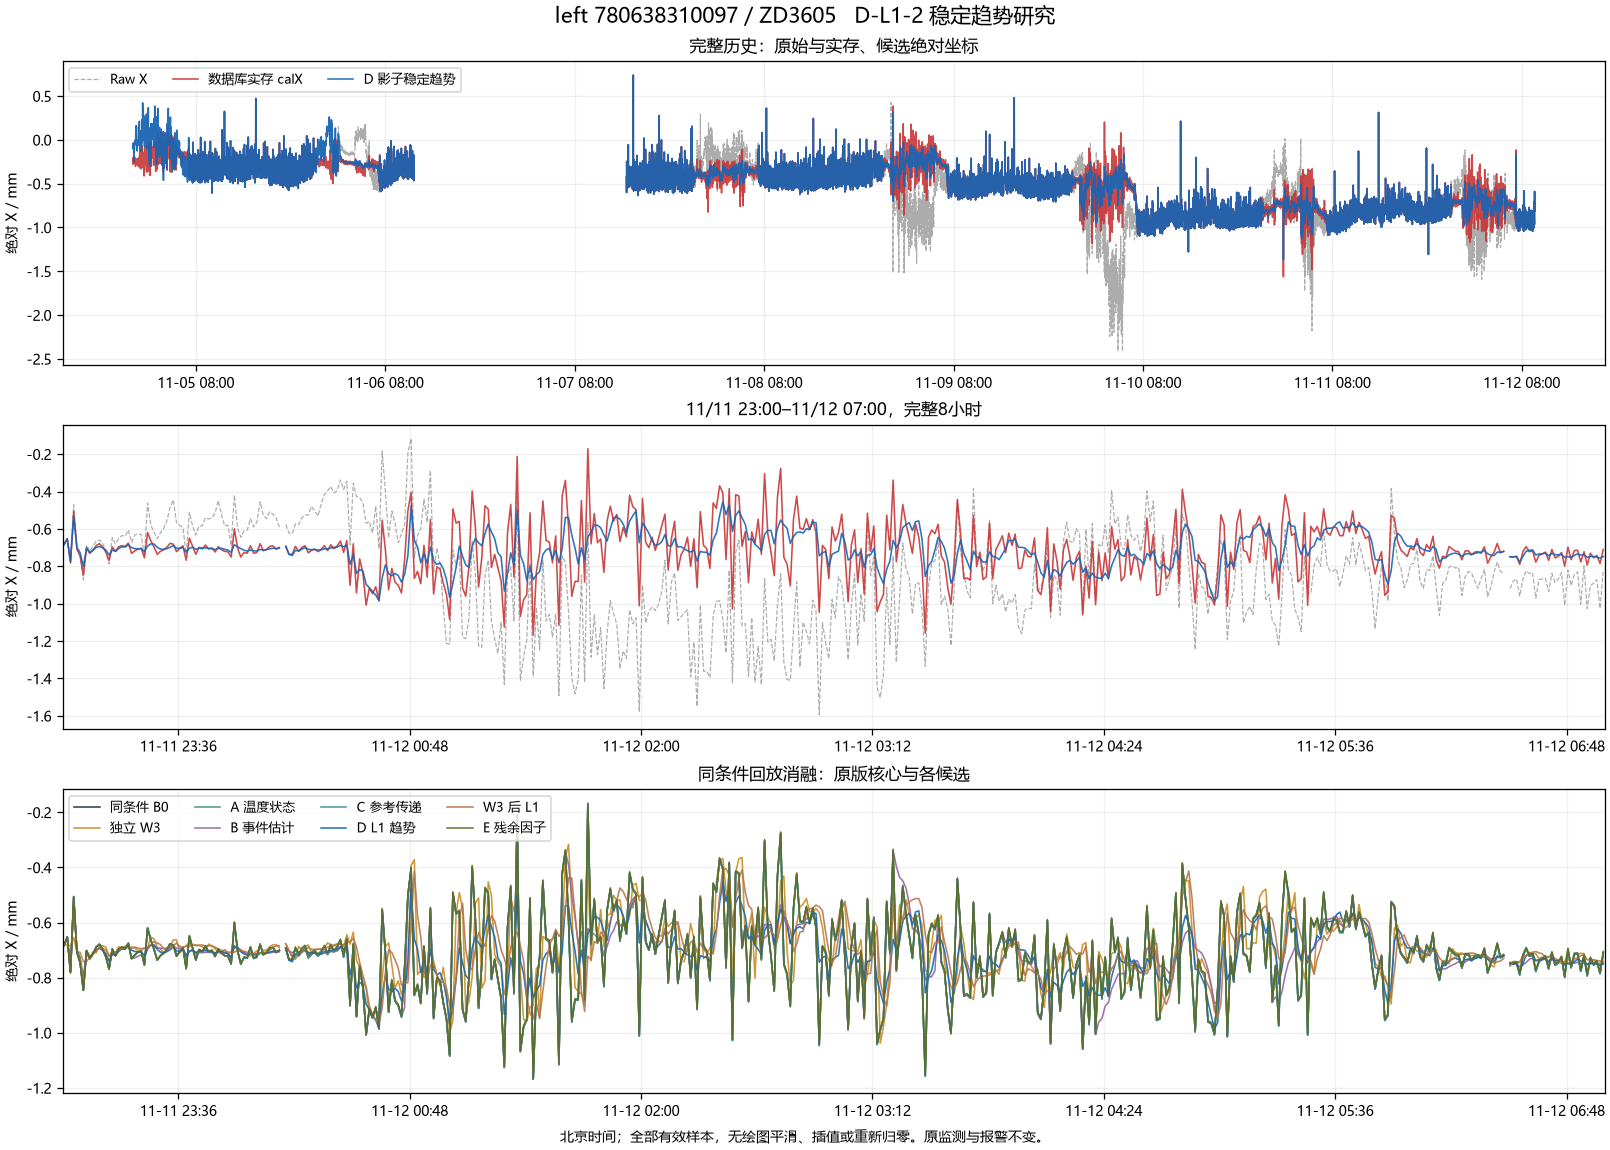 left 780638310097 / ZD3605   D-L1-2 稳定趋势研究
完整历史：原始与实存、候选绝对坐标
Raw X   数据库实存 calX   D 影子稳定趋势
绝对 X / mm
0.5
0.0
-0.5
-1.0
-1.5
-2.0
-2.5
11-05 08:00   11-06 08:00   11-07 08:00   11-08 08:00   11-09 08:00   11-10 08:00   11-11 08:00   11-12 08:00
11/11 23:00–11/12 07:00，完整8小时
绝对 X / mm
-0.2
-0.4
-0.6
-0.8
-1.0
-1.2
-1.4
-1.6
11-11 23:36   11-12 00:48   11-12 02:00   11-12 03:12   11-12 04:24   11-12 05:36   11-12 06:48
同条件回放消融：原版核心与各候选
同条件 B0   A 温度状态   C 参考传递   W3 后 L1
独立 W3   B 事件估计   D L1 趋势   E 残余因子
绝对 X / mm
-0.2
-0.4
-0.6
-0.8
-1.0
-1.2
11-11 23:36   11-12 00:48   11-12 02:00   11-12 03:12   11-12 04:24   11-12 05:36   11-12 06:48
北京时间；全部有效样本，无绘图平滑、插值或重新归零。原监测与报警不变。